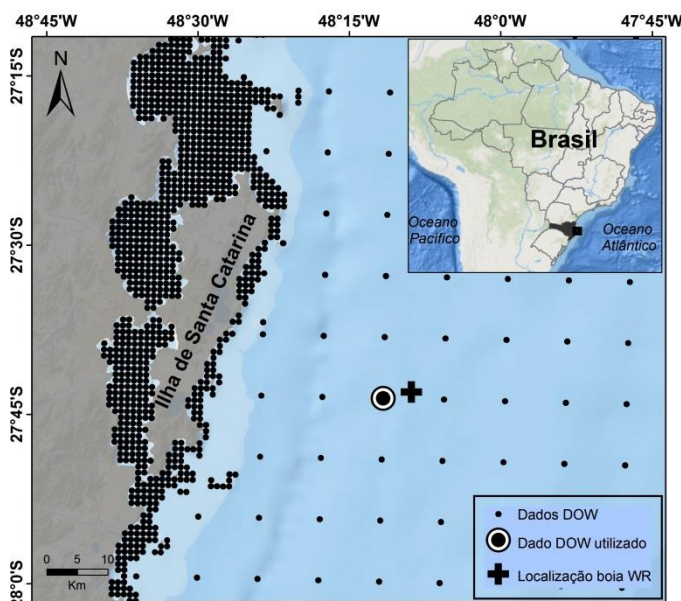 48°45'W
48°30'W
48°15'W
48°0'W
47°45'W
27°15'S
27°30'S
27°45'S
28°0'S
N
Brasil
Oceano
Pacífico
Oceano
Atlântico
Ilha de Santa Catarina
0 5 10
Km
Dados DOW
Dado DOW utilizado
Localização boia WR